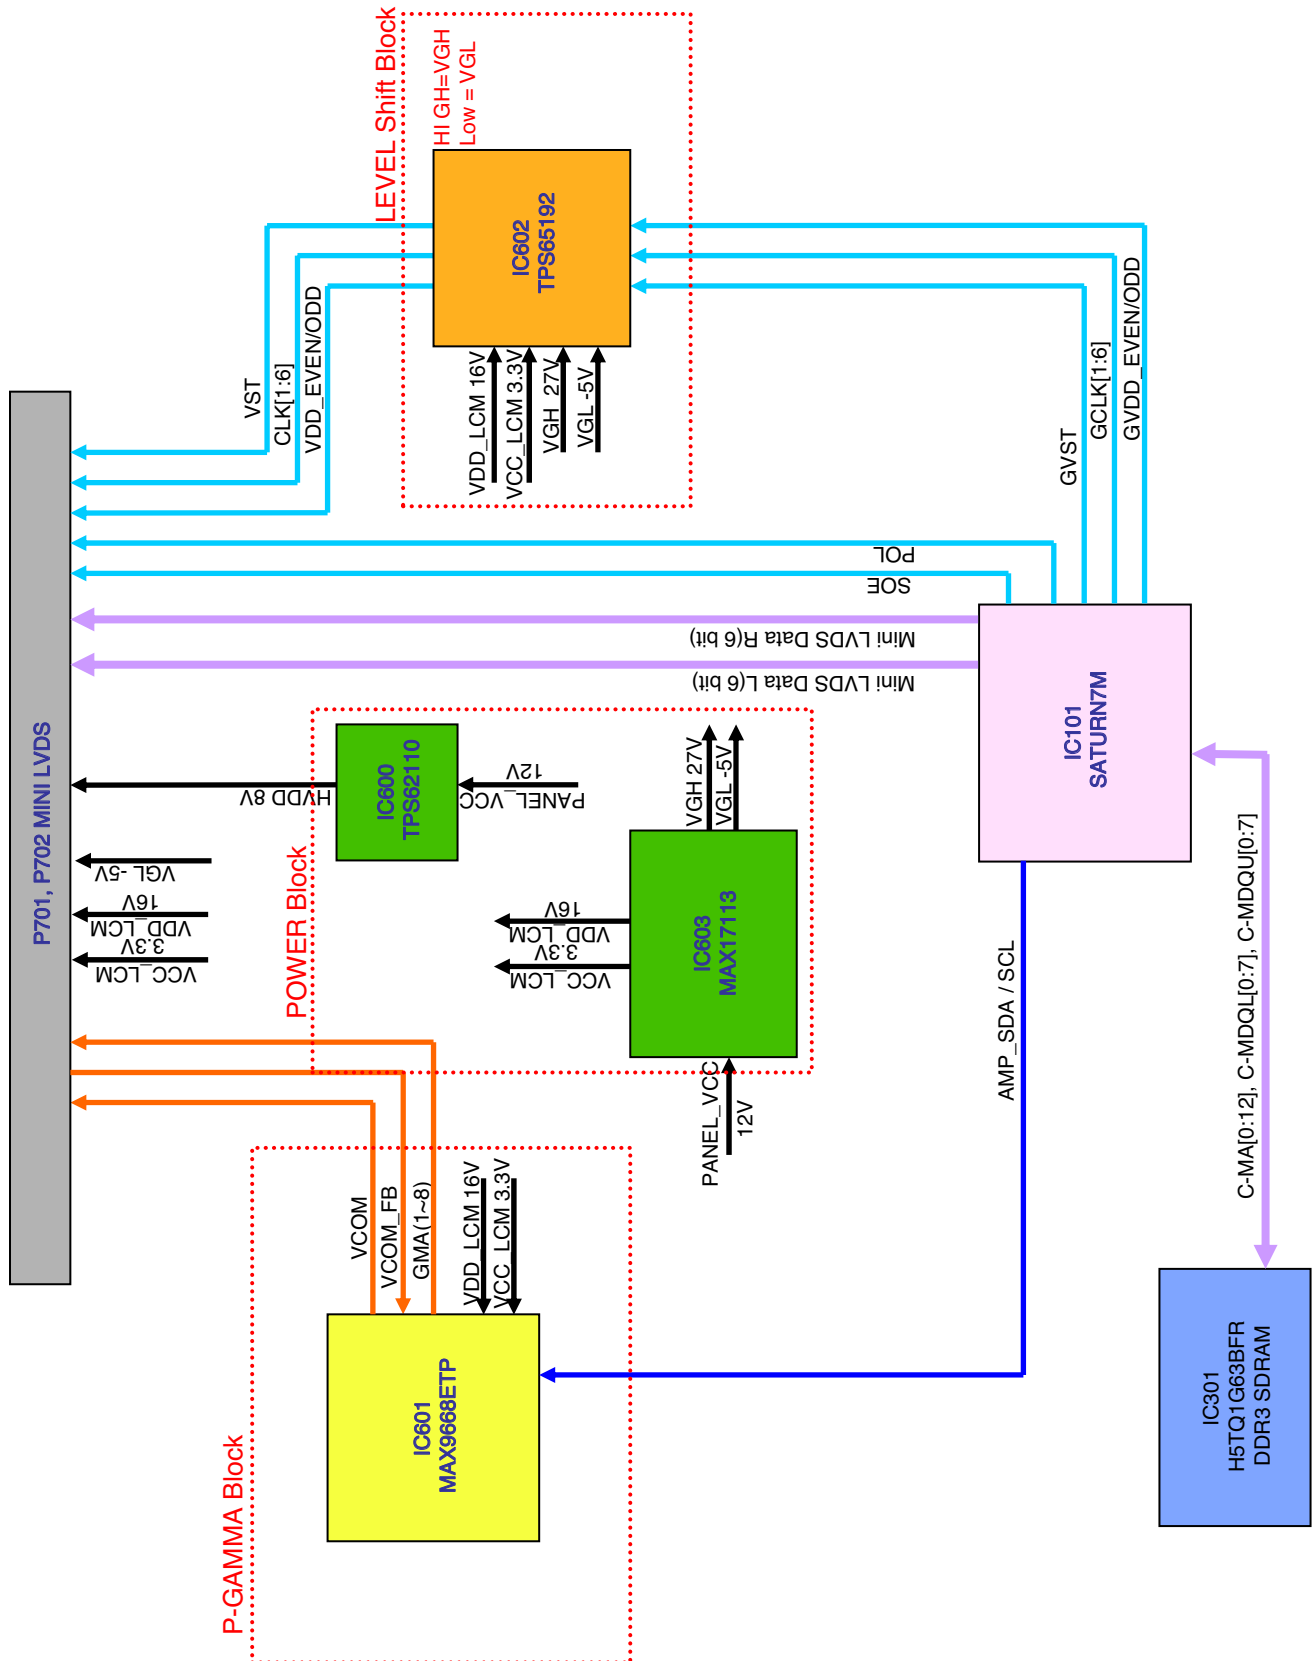 LEVEL Shift Block
HI GH=VGH
Low = VGL
IC602
TPS65192
VDD_LCM 16V
VCC_LCM 3.3V
VGH 27V
VGL -5V
VST
CLK[1:6]
VDD_EVEN/ODD
GVST
GCLK[1:6]
GVDD_EVEN/ODD
POL
SOE
Mini LVDS Data R(6 bit)
Mini LVDS Data L(6 bit)
P701, P702 MINI LVDS
IC101
SATURN7M
POWER Block
IC600
TPS62110
HVDD 8V
PANEL_VCC
12V
VGL -5V
VDD_LCM
16V
VCC_LCM
3.3V
IC603
MAX17113
VGH 27V
VGL -5V
VDD_LCM
16V
VCC_LCM
3.3V
PANEL_VCC
12V
AMP_SDA / SCL
C-MA[0:12], C-MDQL[0:7], C-MDQU[0:7]
P-GAMMA Block
IC601
MAX9668ETP
VCOM
VCOM_FB
GMA(1~8)
VDD_LCM 16V
VCC_LCM 3.3V
IC301
H5TQ1G63BFR
DDR3 SDRAM